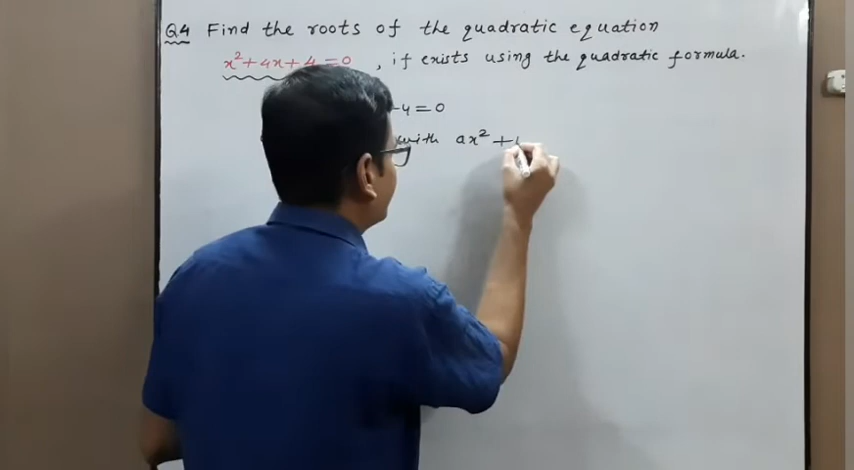 Q4 Find the roots of the quadratic equation
x²+4x+4=0 , if exists using the quadratic formula.
-4=0
with ax² +